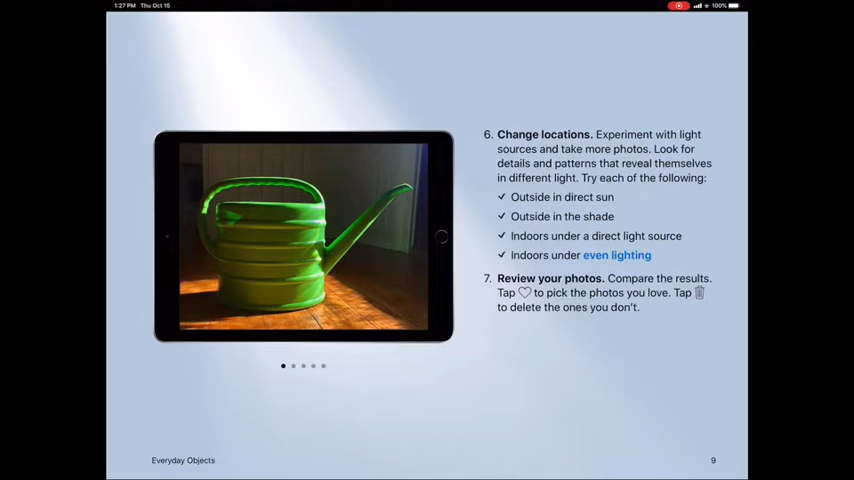 1:27 PM Thu Oct 15
100%
6. Change locations. Experiment with light
sources and take more photos. Look for
details and patterns that reveal themselves
in different light. Try each of the following:
✓ Outside in direct sun
✓ Outside in the shade
✓ Indoors under a direct light source
✓ Indoors under even lighting
7. Review your photos. Compare the results.
Tap ♡ to pick the photos you love. Tap 🗑
to delete the ones you don't.
Everyday Objects
9